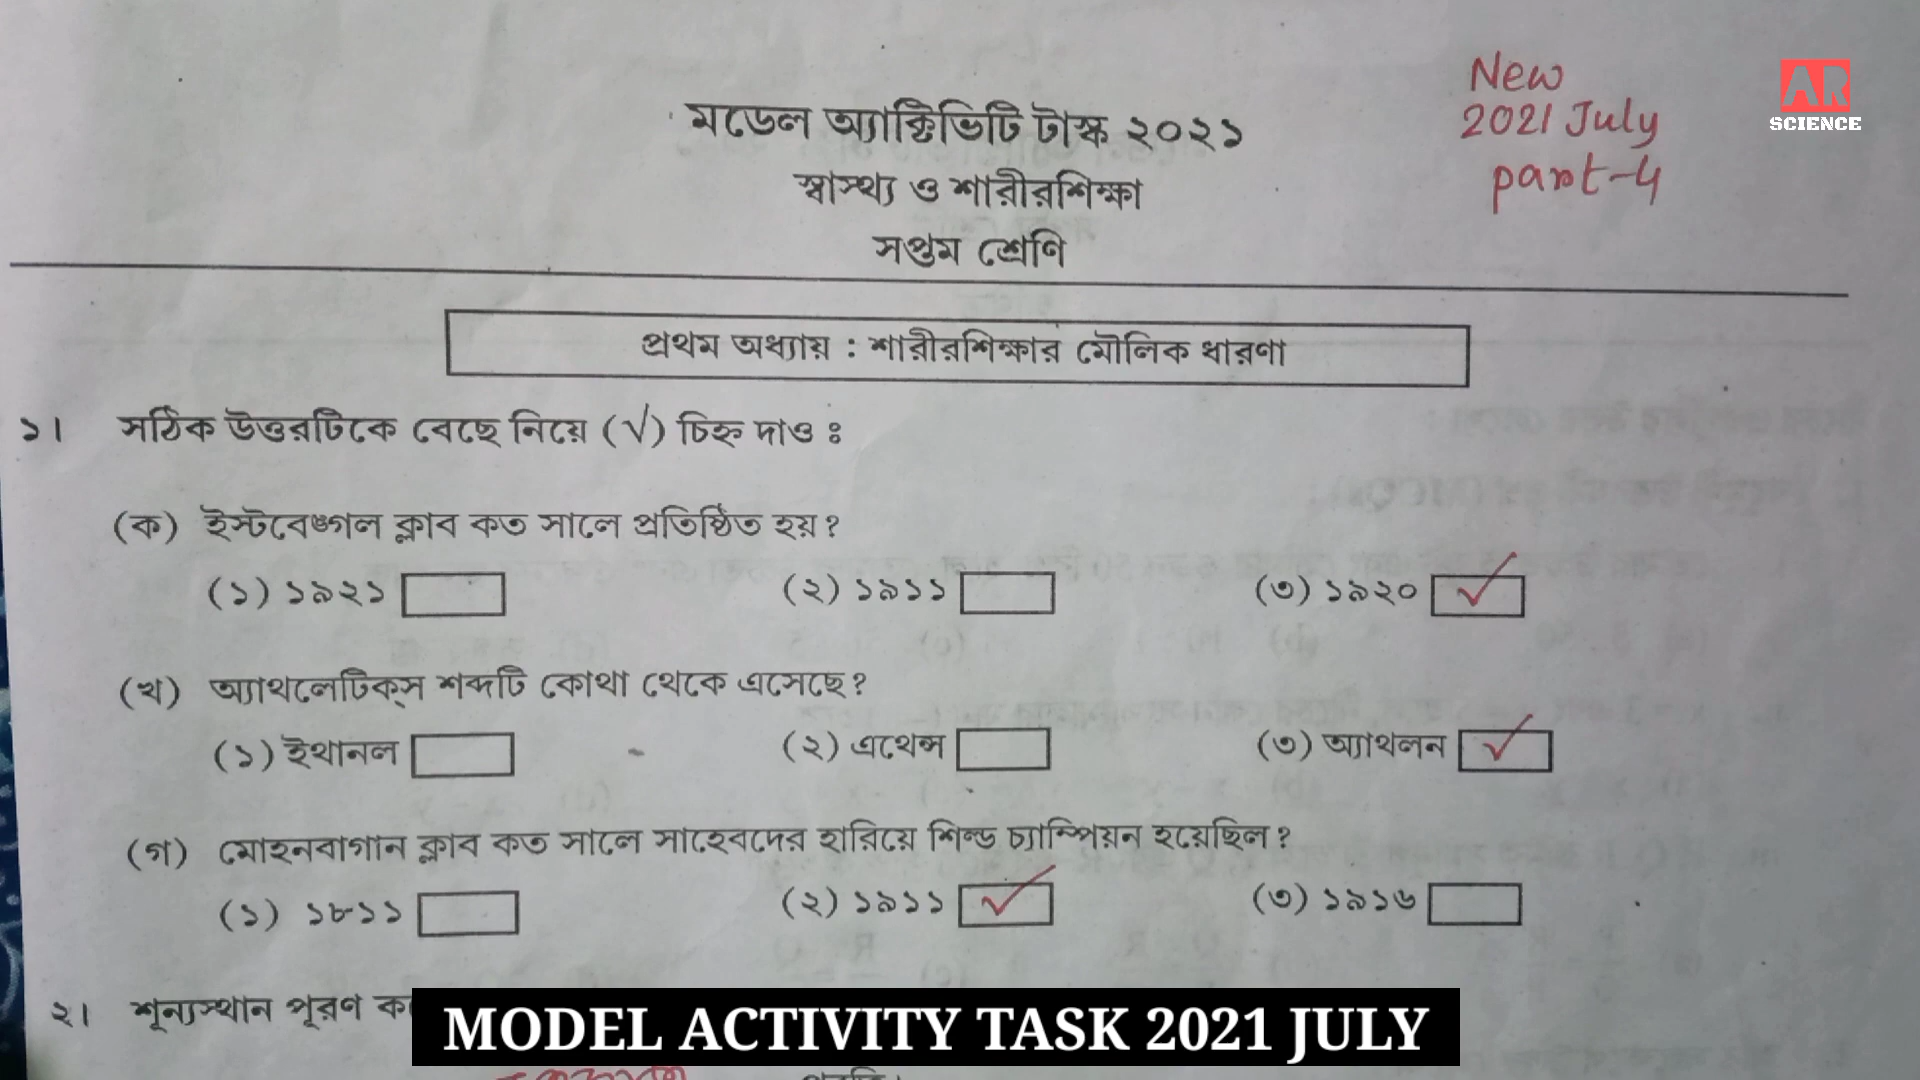 New
2021 July
part-4
AR
SCIENCE
মডেল অ্যাক্টিভিটি টাস্ক ২০২১
স্বাস্থ্য ও শারীরশিক্ষা
সপ্তম শ্রেণি
প্রথম অধ্যায় : শারীরশিক্ষার মৌলিক ধারণা
১। সঠিক উত্তরটিকে বেছে নিয়ে (√) চিহ্ন দাও ঃ
(ক) ইস্টবেঙ্গল ক্লাব কত সালে প্রতিষ্ঠিত হয়?
(১) ১৯২১ (২) ১৯১১ (৩) ১৯২০ ✓
(খ) অ্যাথলেটিক্‌স শব্দটি কোথা থেকে এসেছে?
(১) ইথানল (২) এথেন্স (৩) অ্যাথলন ✓
(গ) মোহনবাগান ক্লাব কত সালে সাহেবদের হারিয়ে শিল্ড চ্যাম্পিয়ন হয়েছিল?
(১) ১৮১১ (২) ১৯১১ ✓ (৩) ১৯১৬
২। শূন্যস্থান পূরণ
MODEL ACTIVITY TASK 2021 JULY